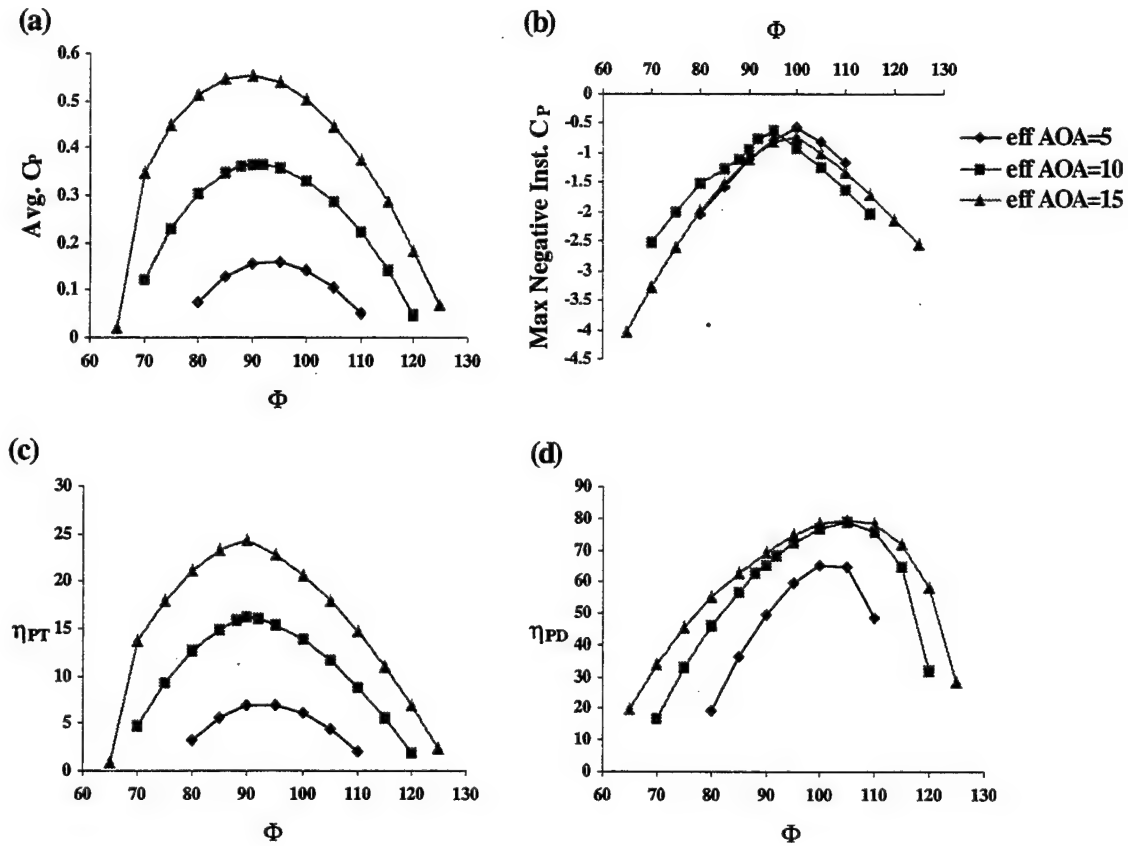 (a)
Avg. CP
0.6
0.5
0.4
0.3
0.2
0.1
0
60 70 80 90 100 110 120 130
Φ
(b)
Φ
60 70 80 90 100 110 120 130
Max Negative Inst. CP
0
-0.5
-1
-1.5
-2
-2.5
-3
-3.5
-4
-4.5
eff AOA=5
eff AOA=10
eff AOA=15
(c)
ηPT
30
25
20
15
10
5
0
60 70 80 90 100 110 120 130
Φ
(d)
ηPD
90
80
70
60
50
40
30
20
10
0
60 70 80 90 100 110 120 130
Φ